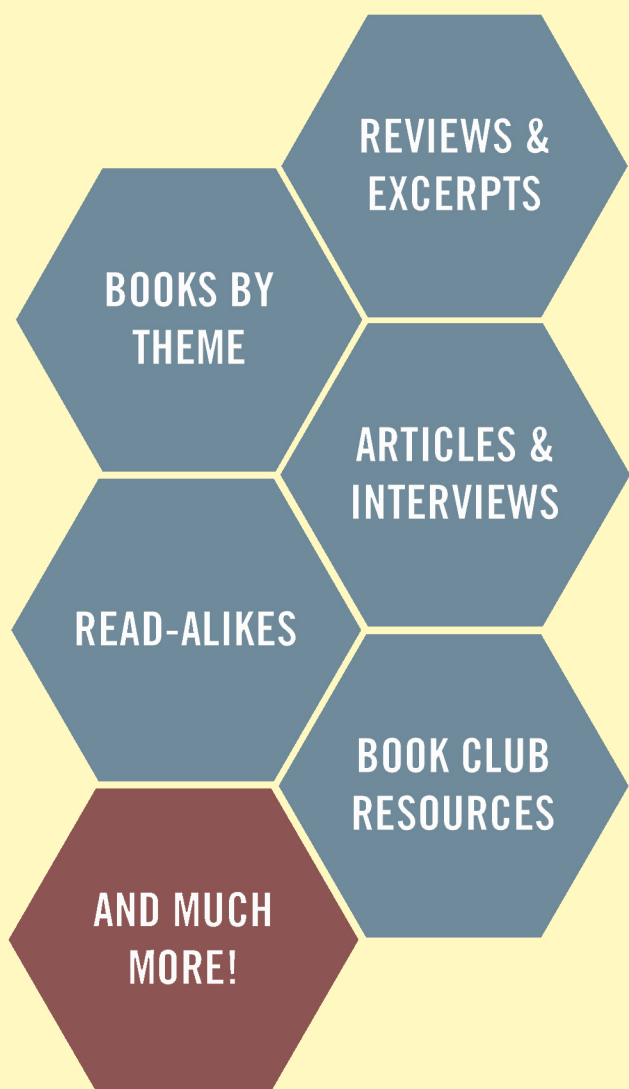 REVIEWS &
EXCERPTS
BOOKS BY
THEME
ARTICLES &
INTERVIEWS
READ-ALIKES
BOOK CLUB
RESOURCES
AND MUCH
MORE!